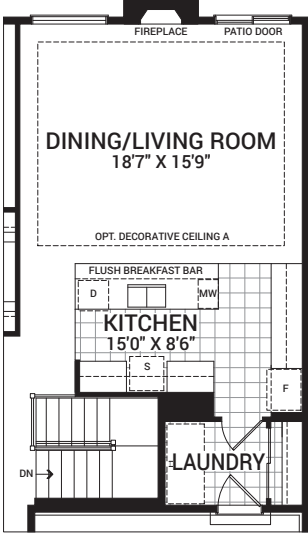 FIREPLACE
PATIO DOOR
DINING/LIVING ROOM
18'7" X 15'9"
OPT. DECORATIVE CEILING A
FLUSH BREAKFAST BAR
D
MW
KITCHEN
15'0" X 8'6"
S
F
LAUNDRY
DN